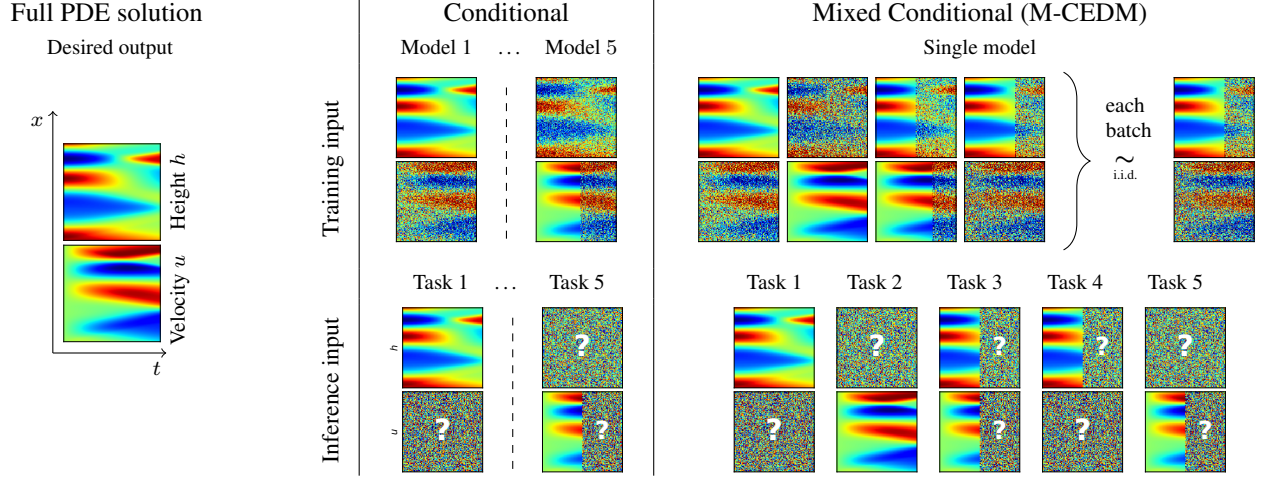 Full PDE solution
Desired output
x
Height h
Velocity u
t
Conditional
Model 1 ... Model 5
Training input
Task 1 ... Task 5
Inference input
h
?
u
?
?
Mixed Conditional (M-CEDM)
Single model
each
batch
~
i.i.d.
Task 1 Task 2 Task 3 Task 4 Task 5
? ? ? ?
? ? ? ?